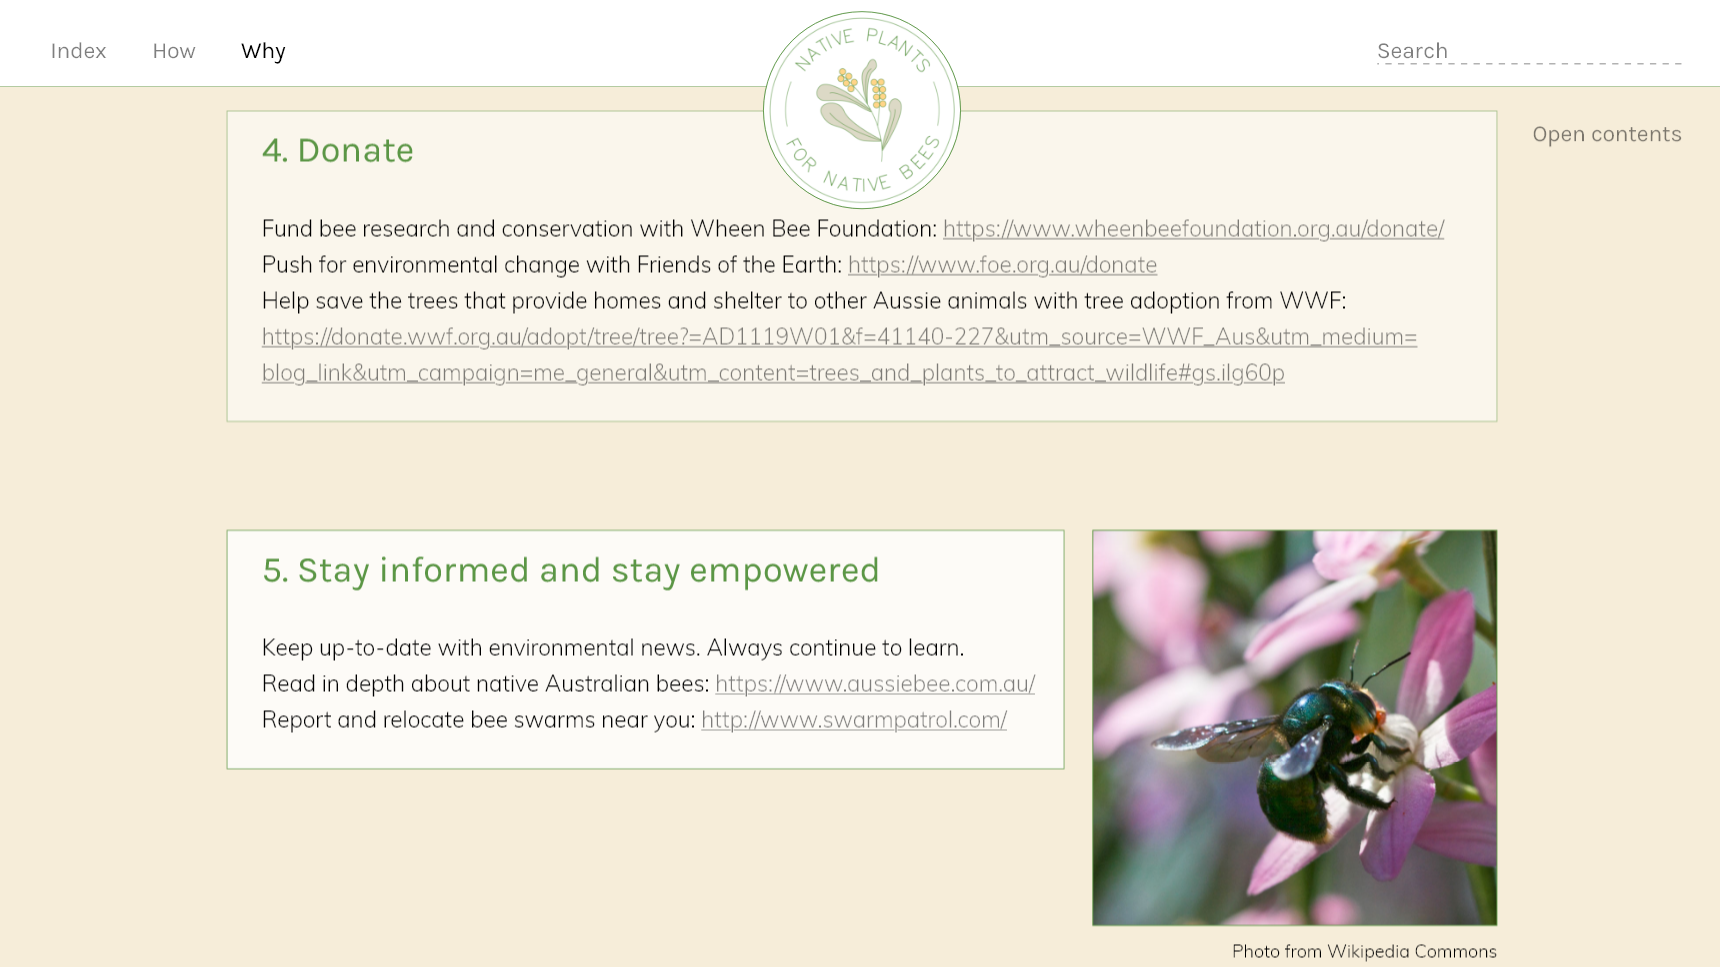 Index How Why
NATIVE PLANTS
FOR NATIVE BEES
Search
Open contents
4. Donate
Fund bee research and conservation with Wheen Bee Foundation: https://www.wheenbeefoundation.org.au/donate/
Push for environmental change with Friends of the Earth: https://www.foe.org.au/donate
Help save the trees that provide homes and shelter to other Aussie animals with tree adoption from WWF:
https://donate.wwf.org.au/adopt/tree/tree?=AD1119W01&f=41140-227&utm_source=WWF_Aus&utm_medium=
blog_link&utm_campaign=me_general&utm_content=trees_and_plants_to_attract_wildlife#gs.ilg60p
5. Stay informed and stay empowered
Keep up-to-date with environmental news. Always continue to learn.
Read in depth about native Australian bees: https://www.aussiebee.com.au/
Report and relocate bee swarms near you: http://www.swarmpatrol.com/
Photo from Wikipedia Commons